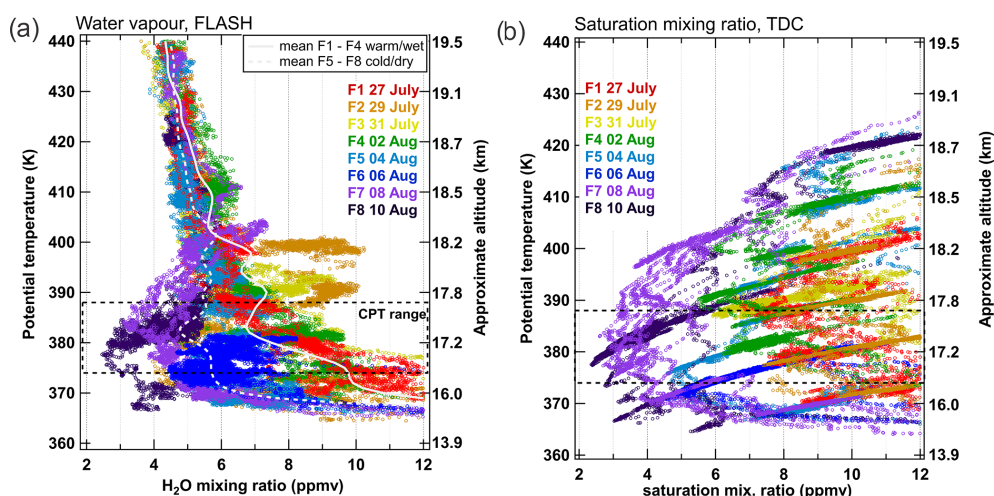 (a)
Water vapour, FLASH
mean F1 - F4 warm/wet
mean F5 - F8 cold/dry
F1 27 July
F2 29 July
F3 31 July
F4 02 Aug
F5 04 Aug
F6 06 Aug
F7 08 Aug
F8 10 Aug
CPT range
Potential temperature (K)
440
430
420
410
400
390
380
370
360
Approximate altitude (km)
19.5
19.1
18.7
18.5
18.2
17.8
17.2
16.0
13.9
2 4 6 8 10 12
H2O mixing ratio (ppmv)
(b)
Saturation mixing ratio, TDC
F1 27 July
F2 29 July
F3 31 July
F4 02 Aug
F5 04 Aug
F6 06 Aug
F7 08 Aug
F8 10 Aug
Potential temperature (K)
440
430
420
410
400
390
380
370
360
Approximate altitude (km)
19.5
19.1
18.7
18.5
18.2
17.8
17.2
16.0
13.9
2 4 6 8 10 12
saturation mix. ratio (ppmv)